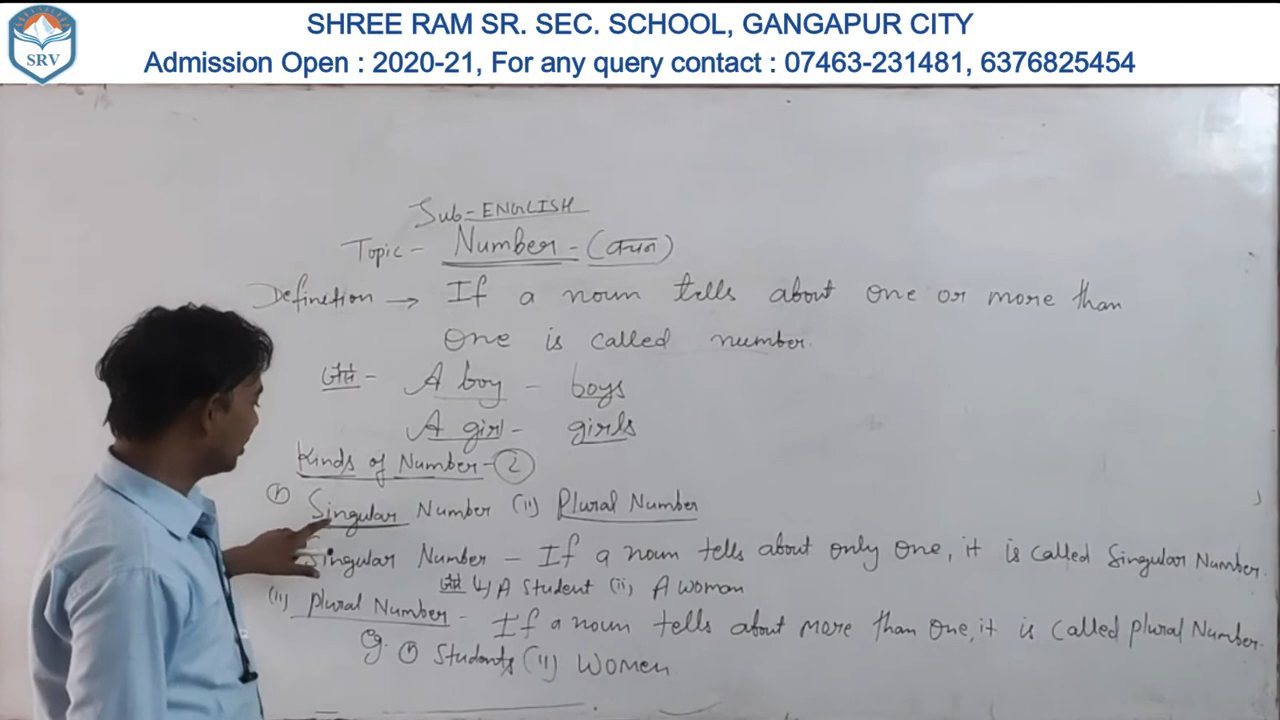 SHREE RAM SR. SEC. SCHOOL, GANGAPUR CITY
SRV
Admission Open : 2020-21, For any query contact : 07463-231481, 6376825454
Sub-ENGLISH
Topic - Number - (वचन)
Definition → If a noun tells about one or more than
one is called number.
जैसे - A boy - boys
A girl - girls
Kinds of Number - 2
(i) Singular Number (ii) Plural Number
Singular Number - If a noun tells about only one, it is called Singular Number.
जैसे (i) A Student (ii) A woman
(ii) Plural Number - If a noun tells about more than one, it is called plural Number.
eg. (i) Students (ii) Women